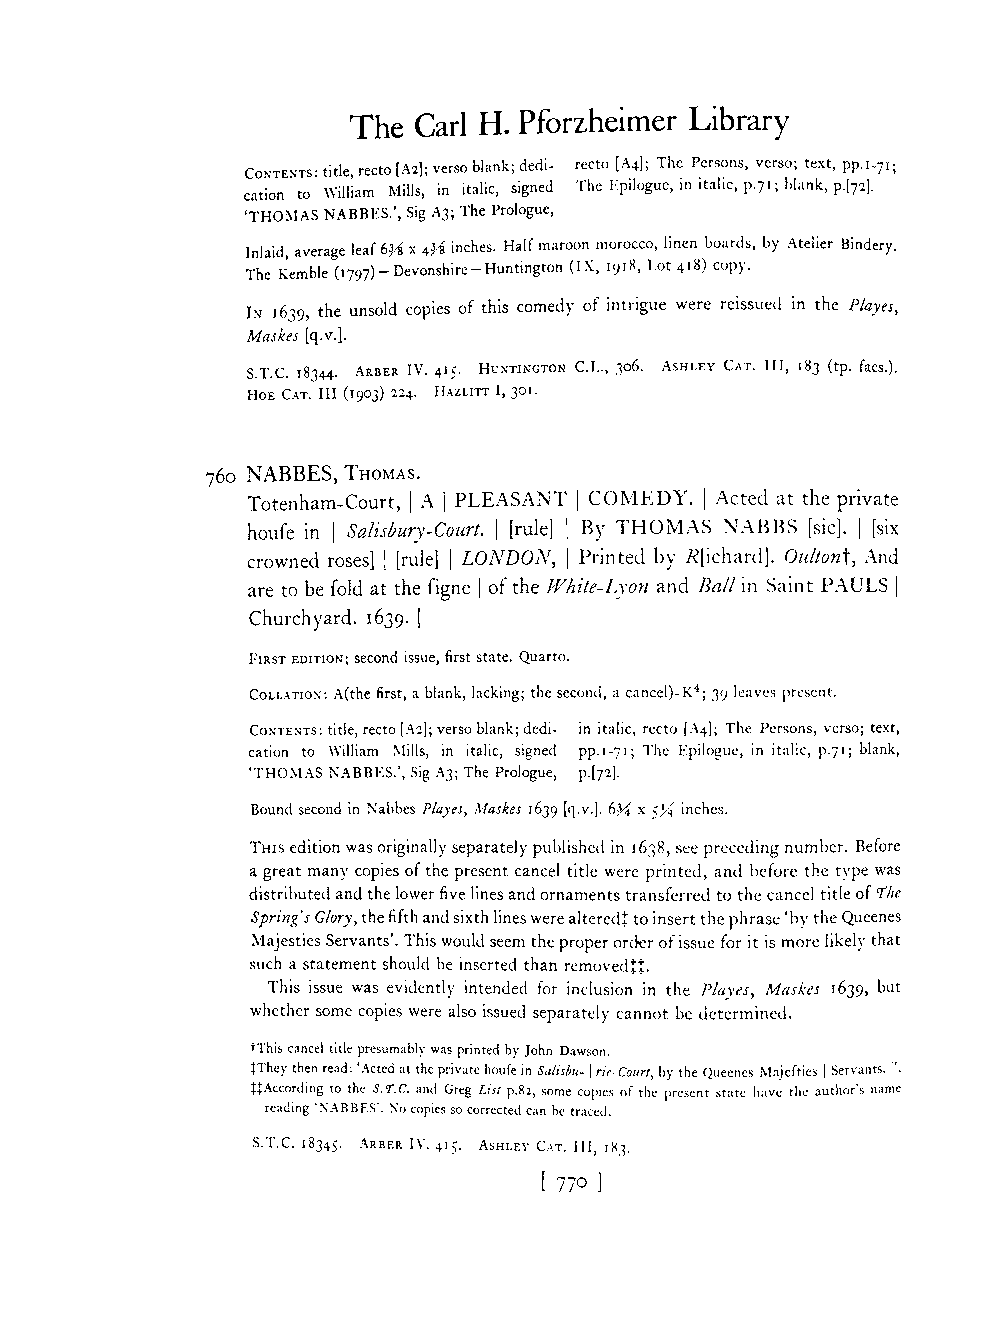 The Carl H. Pforzheimer Library
CONTENTS: title, recto [A2]; verso blank; dedi-
cation to William Mills, in italic, signed
'THOMAS NABBES.', Sig A3; The Prologue,
recto [A4]; The Persons, verso; text, pp.1-71;
The Epilogue, in italic, p.71; blank, p.[72].
Inlaid, average leaf 6⅜ x 4⅜ inches. Half maroon morocco, linen boards, by Atelier Bindery.
The Kemble (1797) – Devonshire – Huntington (IX, 1918, Lot 418) copy.
IN 1639, the unsold copies of this comedy of intrigue were reissued in the Playes,
Maskes [q.v.].
S.T.C. 18344. ARBER IV. 415. HUNTINGTON C.L., 306. ASHLEY CAT. III, 183 (tp. facs.).
HOE CAT. III (1903) 224. HAZLITT I, 301.
760 NABBES, THOMAS.
Totenham-Court, | A | PLEASANT | COMEDY. | Acted at the private
houſe in | Salisbury-Court. | [rule] | By THOMAS NABBS [sic]. | [six
crowned roses] | [rule] | LONDON, | Printed by R[ichard]. Oulton†, And
are to be ſold at the ſigne | of the White-Lyon and Ball in Saint PAULS |
Churchyard. 1639. |
FIRST EDITION; second issue, first state. Quarto.
COLLATION: A(the first, a blank, lacking; the second, a cancel)-K⁴; 39 leaves present.
CONTENTS: title, recto [A2]; verso blank; dedi-
cation to William Mills, in italic, signed
'THOMAS NABBES.', Sig A3; The Prologue,
in italic, recto [A4]; The Persons, verso; text,
pp.1-71; The Epilogue, in italic, p.71; blank,
p.[72].
Bound second in Nabbes Playes, Maskes 1639 [q.v.]. 6¾ x 5¼ inches.
THIS edition was originally separately published in 1638, see preceding number. Before
a great many copies of the present cancel title were printed, and before the type was
distributed and the lower five lines and ornaments transferred to the cancel title of The
Spring's Glory, the fifth and sixth lines were altered‡ to insert the phrase 'by the Queenes
Majesties Servants'. This would seem the proper order of issue for it is more likely that
such a statement should be inserted than removed‡‡.
This issue was evidently intended for inclusion in the Playes, Maskes 1639, but
whether some copies were also issued separately cannot be determined.
†This cancel title presumably was printed by John Dawson.
‡They then read: 'Acted at the private houſe in Salisbu- | rie-Court, by the Queenes Majeſties | Servants. |'.
‡‡According to the S.T.C. and Greg List p.82, some copies of the present state have the author's name
reading 'NABBES'. No copies so corrected can be traced.
S.T.C. 18345. ARBER IV. 415. ASHLEY CAT. III, 183.
[ 770 ]